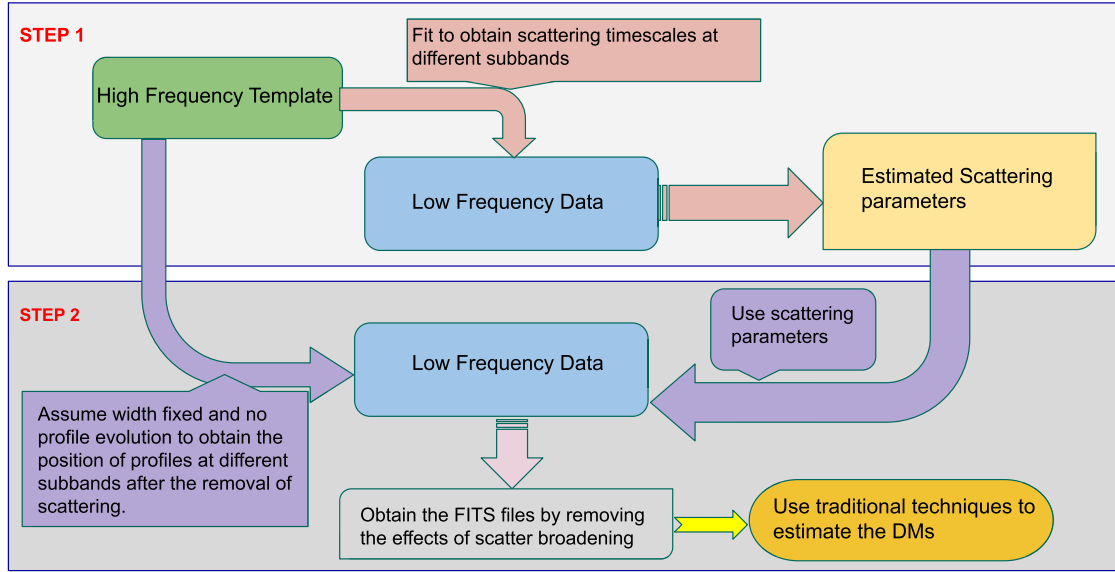 STEP 1
Fit to obtain scattering timescales at
different subbands
High Frequency Template
Low Frequency Data
Estimated Scattering
parameters
STEP 2
Use scattering
parameters
Low Frequency Data
Assume width fixed and no
profile evolution to obtain the
position of profiles at different
subbands after the removal of
scattering.
Obtain the FITS files by removing
the effects of scatter broadening
Use traditional techniques to
estimate the DMs